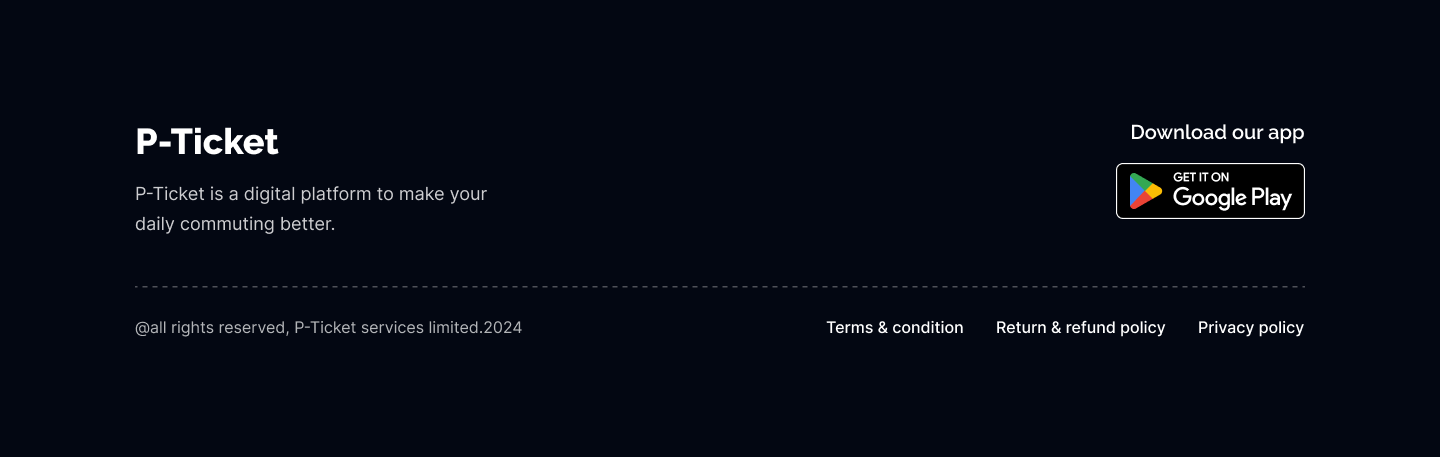 P-Ticket
P-Ticket is a digital platform to make your
daily commuting better.
Download our app
GET IT ON
Google Play
@all rights reserved, P-Ticket services limited.2024
Terms & condition
Return & refund policy
Privacy policy